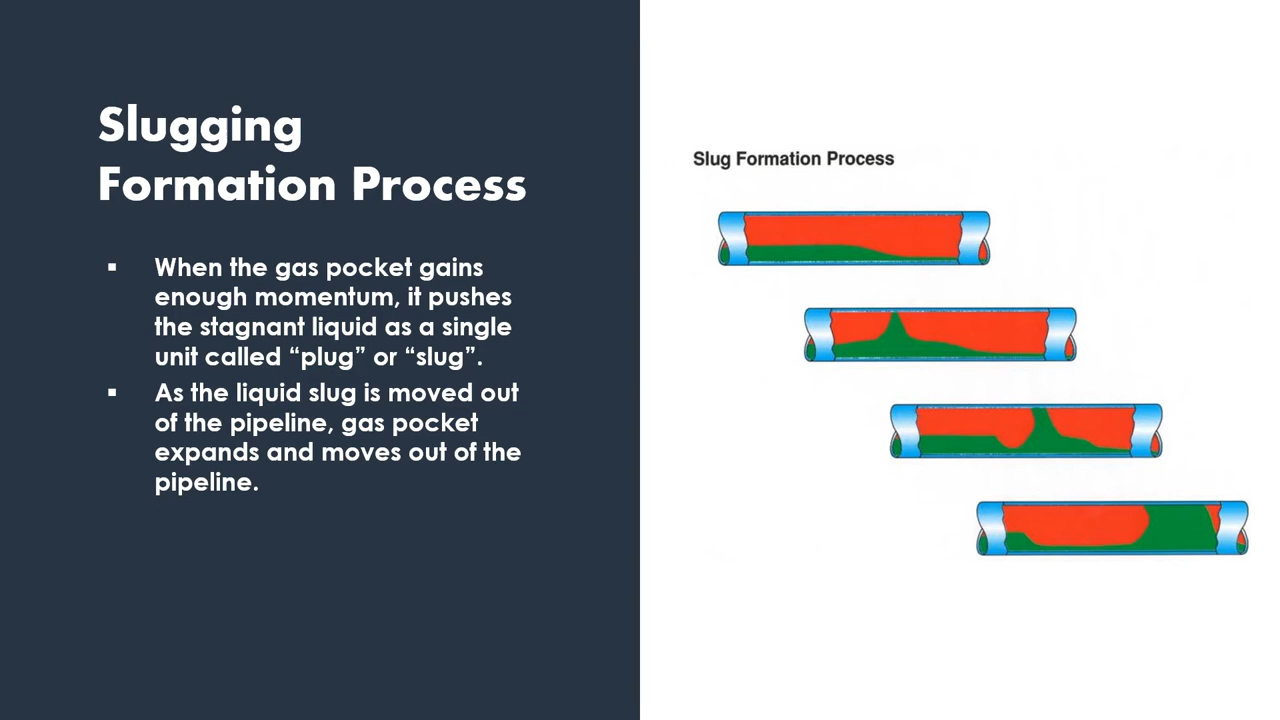 Slugging
Formation Process
▪ When the gas pocket gains
enough momentum, it pushes
the stagnant liquid as a single
unit called “plug” or “slug”.
▪ As the liquid slug is moved out
of the pipeline, gas pocket
expands and moves out of the
pipeline.
Slug Formation Process